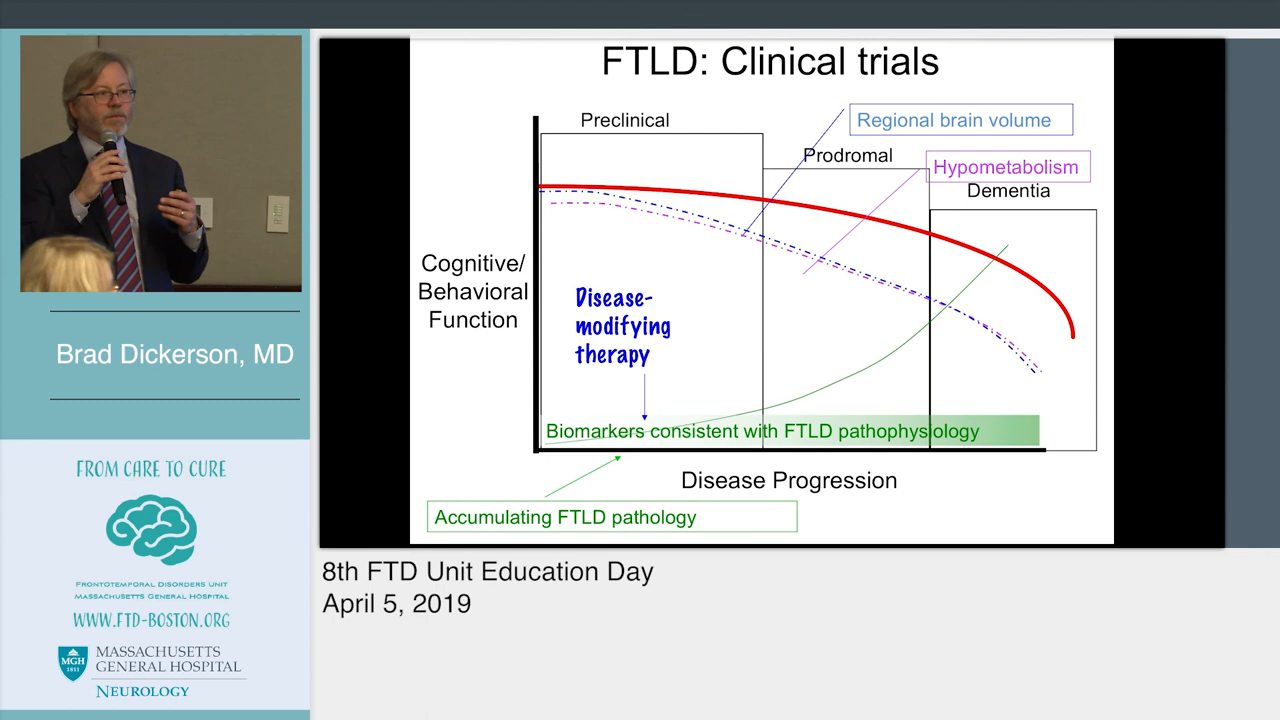 FTLD: Clinical trials
Preclinical
Regional brain volume
Prodromal
Hypometabolism
Dementia
Cognitive/
Behavioral
Function
Disease-
modifying
therapy
Biomarkers consistent with FTLD pathophysiology
Disease Progression
Accumulating FTLD pathology
Brad Dickerson, MD
FROM CARE TO CURE
FRONTOTEMPORAL DISORDERS UNIT
MASSACHUSETTS GENERAL HOSPITAL
WWW.FTD-BOSTON.ORG
MGH
1811
MASSACHUSETTS
GENERAL HOSPITAL
NEUROLOGY
8th FTD Unit Education Day
April 5, 2019